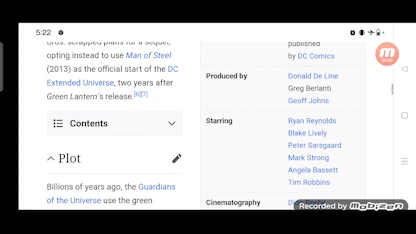 5:22
Bros. scrapped plans for a sequel,
opting instead to use Man of Steel
(2013) as the official start of the DC
Extended Universe, two years after
Green Lantern's release.[6][7]
Contents
Plot
Billions of years ago, the Guardians
of the Universe use the green
published
by DC Comics
Produced by
Donald De Line
Greg Berlanti
Geoff Johns
Starring
Ryan Reynolds
Blake Lively
Peter Sarsgaard
Mark Strong
Angela Bassett
Tim Robbins
Cinematography
Recorded by
MOBIZEN